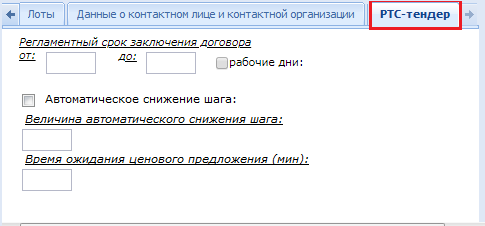 Лоты Данные о контактном лице и контактной организации РТС-тендер
Регламентный срок заключения договора
от: до: рабочие дни:
Автоматическое снижение шага:
Величина автоматического снижения шага:
Время ожидания ценового предложения (мин):